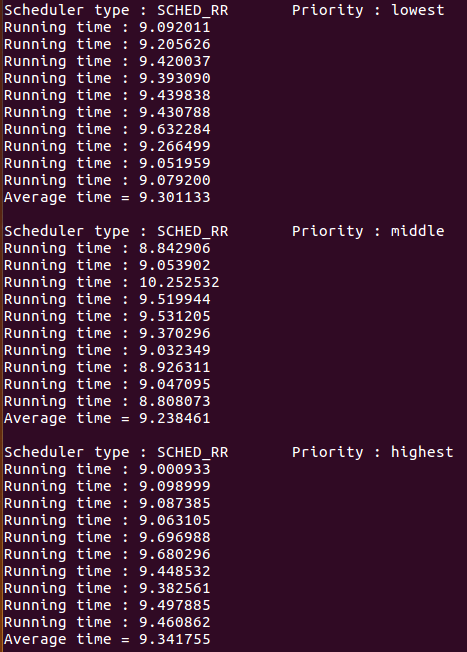 Scheduler type : SCHED_RR       Priority : lowest
Running time : 9.092011
Running time : 9.205626
Running time : 9.420037
Running time : 9.393090
Running time : 9.439838
Running time : 9.430788
Running time : 9.632284
Running time : 9.266499
Running time : 9.051959
Running time : 9.079200
Average time = 9.301133

Scheduler type : SCHED_RR       Priority : middle
Running time : 8.842906
Running time : 9.053902
Running time : 10.252532
Running time : 9.519944
Running time : 9.531205
Running time : 9.370296
Running time : 9.032349
Running time : 8.926311
Running time : 9.047095
Running time : 8.808073
Average time = 9.238461

Scheduler type : SCHED_RR       Priority : highest
Running time : 9.000933
Running time : 9.098999
Running time : 9.087385
Running time : 9.063105
Running time : 9.696988
Running time : 9.680296
Running time : 9.448532
Running time : 9.382561
Running time : 9.497885
Running time : 9.460862
Average time = 9.341755